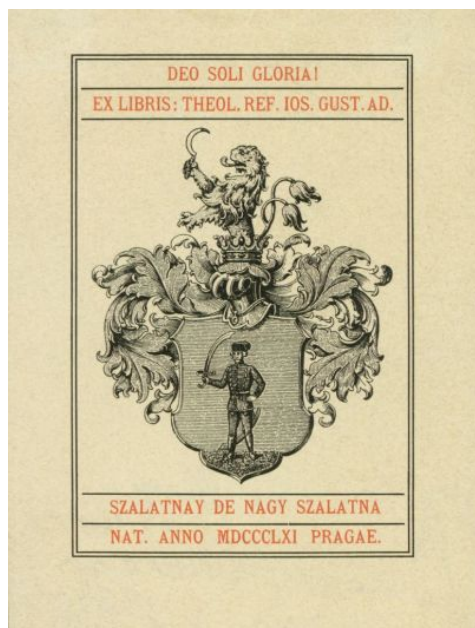 DEO SOLI GLORIA!
EX LIBRIS: THEOL. REF. IOS. GUST. AD.
SZALATNAY DE NAGY SZALATNA
NAT. ANNO MDCCCLXI PRAGAE.